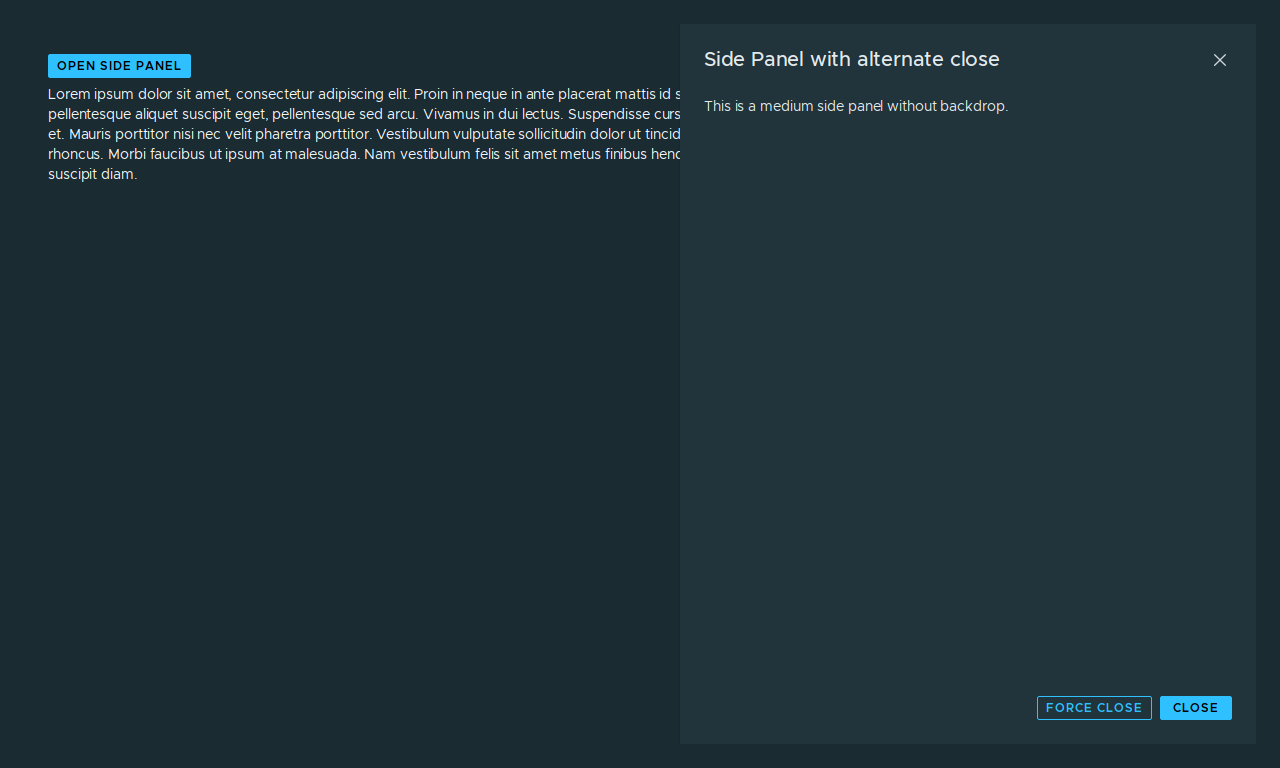 OPEN SIDE PANEL
Lorem ipsum dolor sit amet, consectetur adipiscing elit. Proin in neque in ante placerat mattis id
pellentesque aliquet suscipit eget, pellentesque sed arcu. Vivamus in dui lectus. Suspendisse
et. Mauris porttitor nisi nec velit pharetra porttitor. Vestibulum vulputate sollicitudin dolor ut
rhoncus. Morbi faucibus ut ipsum at malesuada. Nam vestibulum felis sit amet metus finibus
suscipit diam.
Side Panel with alternate close
This is a medium side panel without backdrop.
FORCE CLOSE
CLOSE